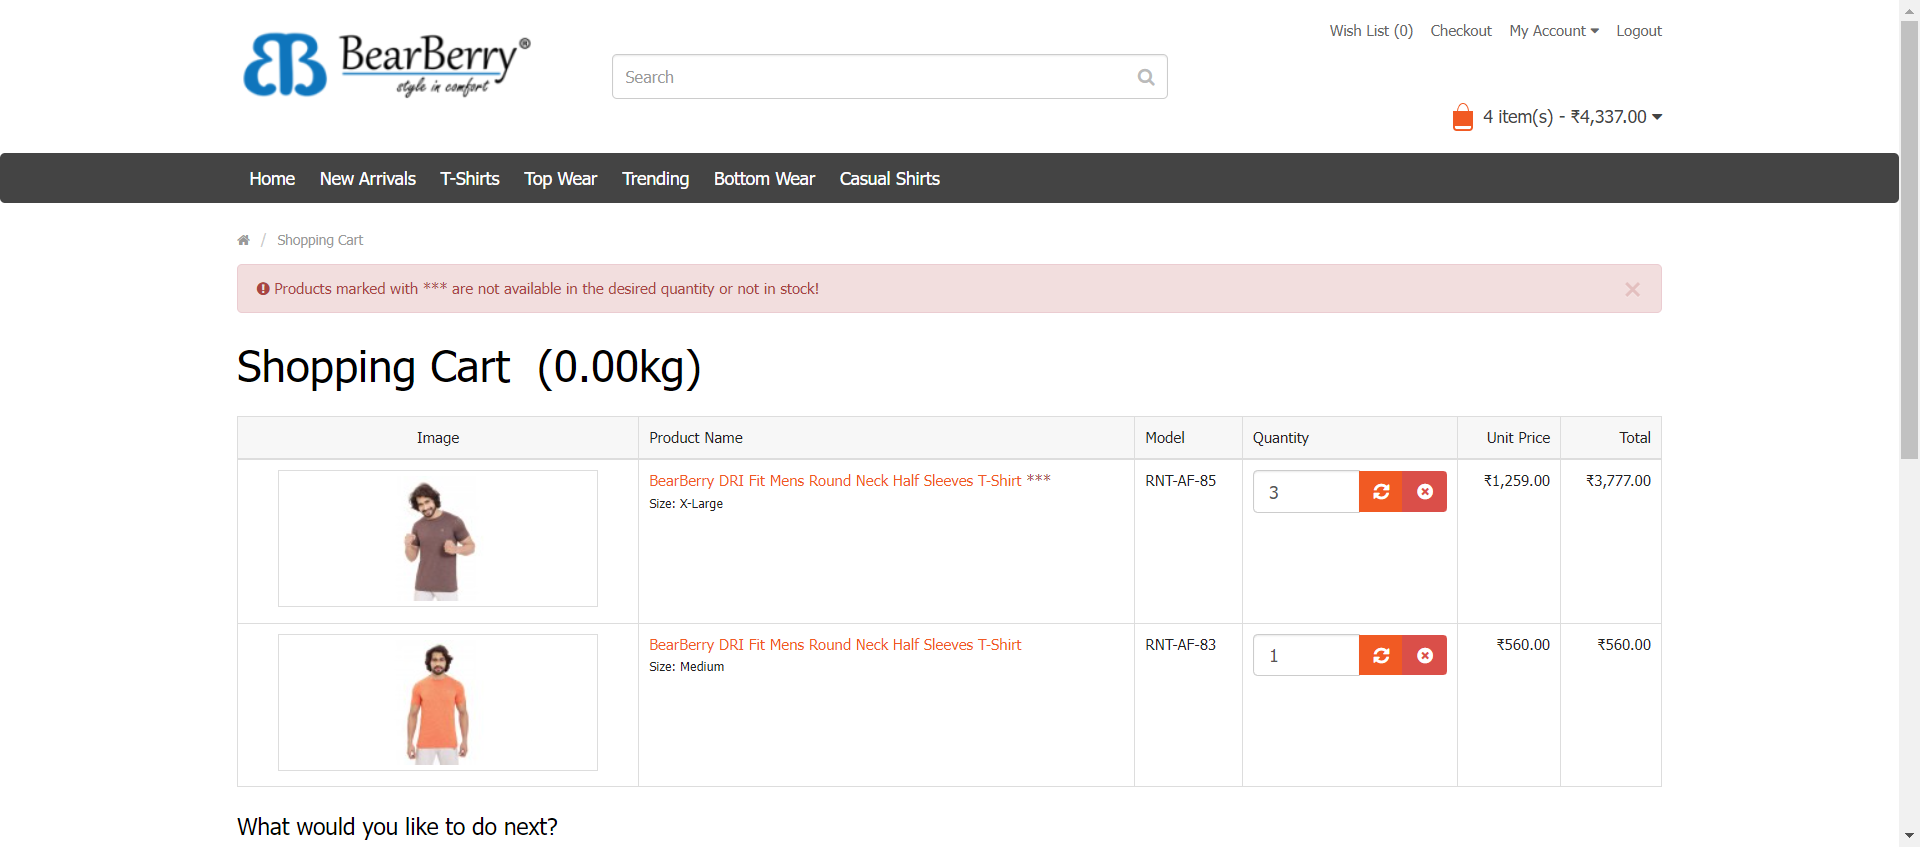 BearBerry®
style in comfort
Search
Wish List (0) Checkout My Account Logout
4 item(s) - ₹4,337.00
Home New Arrivals T-Shirts Top Wear Trending Bottom Wear Casual Shirts
/ Shopping Cart
Products marked with *** are not available in the desired quantity or not in stock!
Shopping Cart (0.00kg)
Image Product Name Model Quantity Unit Price Total
BearBerry DRI Fit Mens Round Neck Half Sleeves T-Shirt *** RNT-AF-85 3 ₹1,259.00 ₹3,777.00
Size: X-Large
BearBerry DRI Fit Mens Round Neck Half Sleeves T-Shirt RNT-AF-83 1 ₹560.00 ₹560.00
Size: Medium
What would you like to do next?